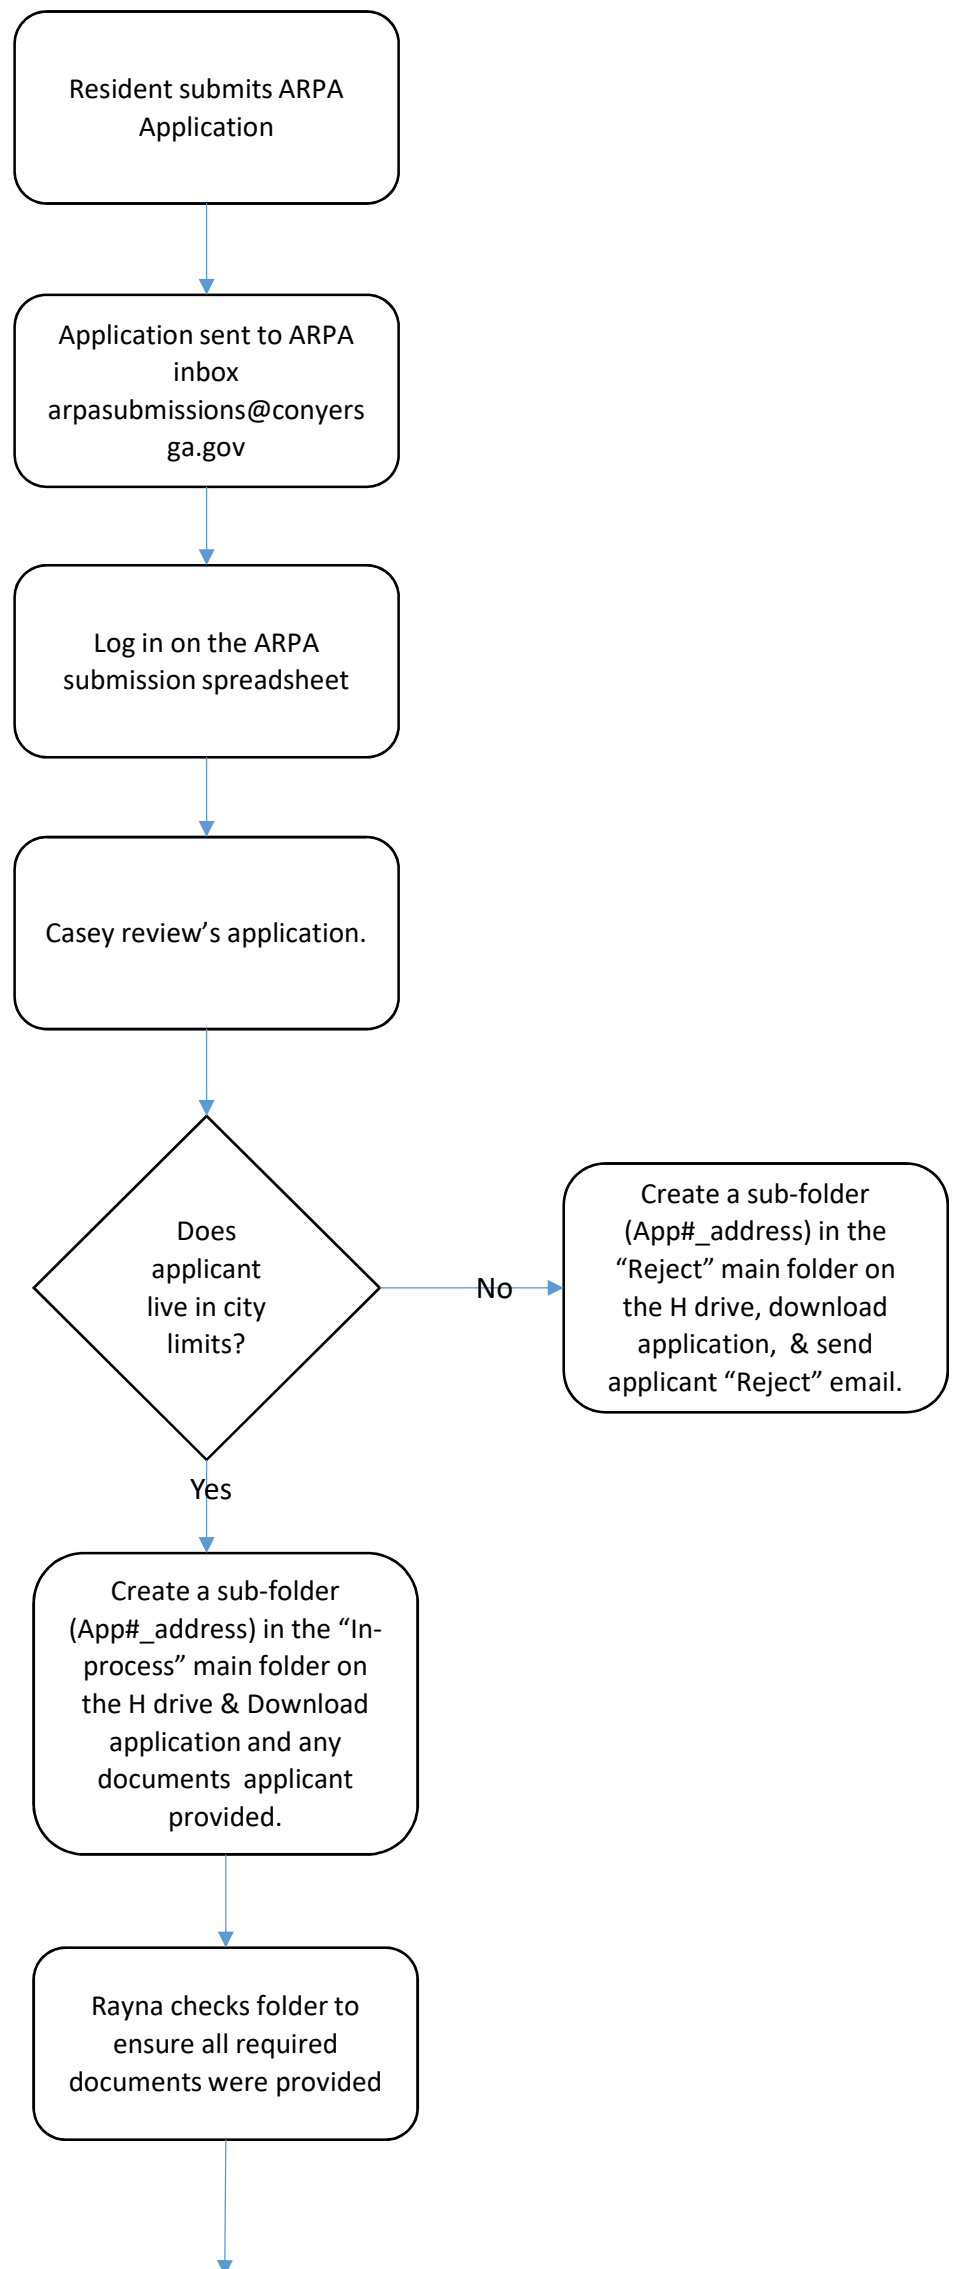 Resident submits ARPA
Application
Application sent to ARPA
inbox
arpasubmissions@conyers
ga.gov
Log in on the ARPA
submission spreadsheet
Casey review’s application.
Does
applicant
live in city
limits?
No
Create a sub-folder
(App#_address) in the
“Reject” main folder on
the H drive, download
application,  & send
applicant “Reject” email.
Yes
Create a sub-folder
(App#_address) in the “In-
process” main folder on
the H drive & Download
application and any
documents  applicant
provided.
Rayna checks folder to
ensure all required
documents were provided